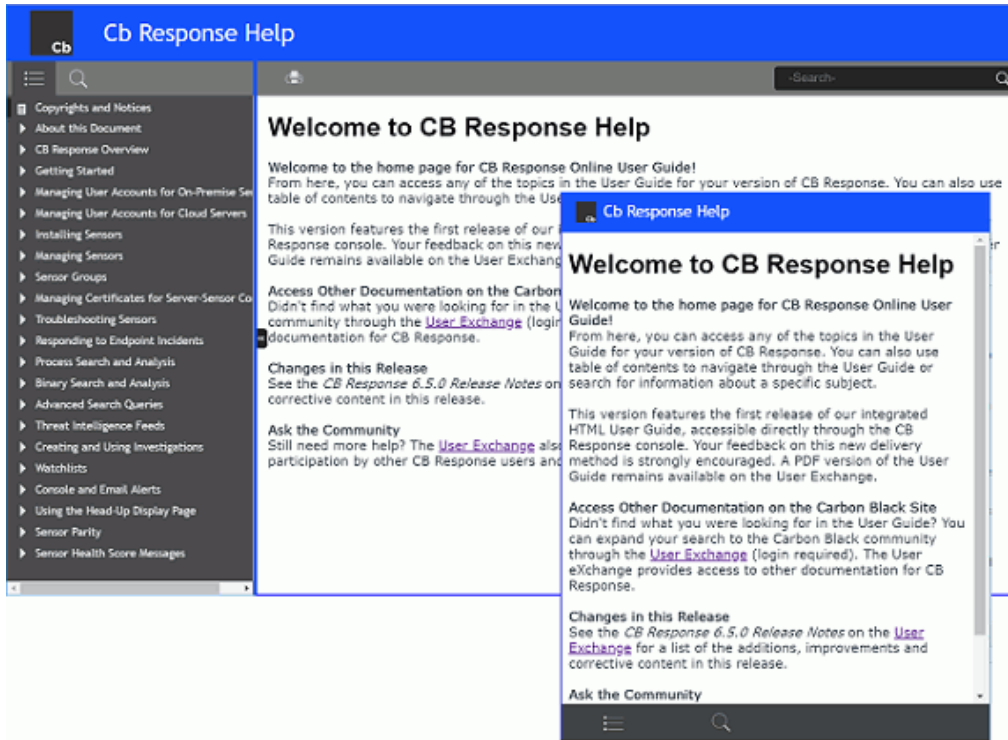 Cb
Cb Response Help
-Search-
Copyrights and Notices
About this Document
CB Response Overview
Getting Started
Managing User Accounts for On-Premise Se
Managing User Accounts for Cloud Servers
Installing Sensors
Managing Sensors
Sensor Groups
Managing Certificates for Server-Sensor Co
Troubleshooting Sensors
Responding to Endpoint Incidents
Process Search and Analysis
Binary Search and Analysis
Advanced Search Queries
Threat Intelligence Feeds
Creating and Using Investigations
Watchlists
Console and Email Alerts
Using the Head-Up Display Page
Sensor Parity
Sensor Health Score Messages
Welcome to CB Response Help
Welcome to the home page for CB Response Online User Guide!
From here, you can access any of the topics in the User Guide for your version of CB Response. You can also use
table of contents to navigate through the Use
This version features the first release of our i
Response console. Your feedback on this new
Guide remains available on the User Exchang
Access Other Documentation on the Carbon
Didn't find what you were looking for in the U
community through the User Exchange (login
documentation for CB Response.
Changes in this Release
See the CB Response 6.5.0 Release Notes on
corrective content in this release.
Ask the Community
Still need more help? The User Exchange also
participation by other CB Response users and
Cb
Cb Response Help
Welcome to CB Response Help
Welcome to the home page for CB Response Online User
Guide!
From here, you can access any of the topics in the User
Guide for your version of CB Response. You can also use
table of contents to navigate through the User Guide or
search for information about a specific subject.
This version features the first release of our integrated
HTML User Guide, accessible directly through the CB
Response console. Your feedback on this new delivery
method is strongly encouraged. A PDF version of the User
Guide remains available on the User Exchange.
Access Other Documentation on the Carbon Black Site
Didn't find what you were looking for in the User Guide? You
can expand your search to the Carbon Black community
through the User Exchange (login required). The User
eXchange provides access to other documentation for CB
Response.
Changes in this Release
See the CB Response 6.5.0 Release Notes on the User
Exchange for a list of the additions, improvements and
corrective content in this release.
Ask the Community